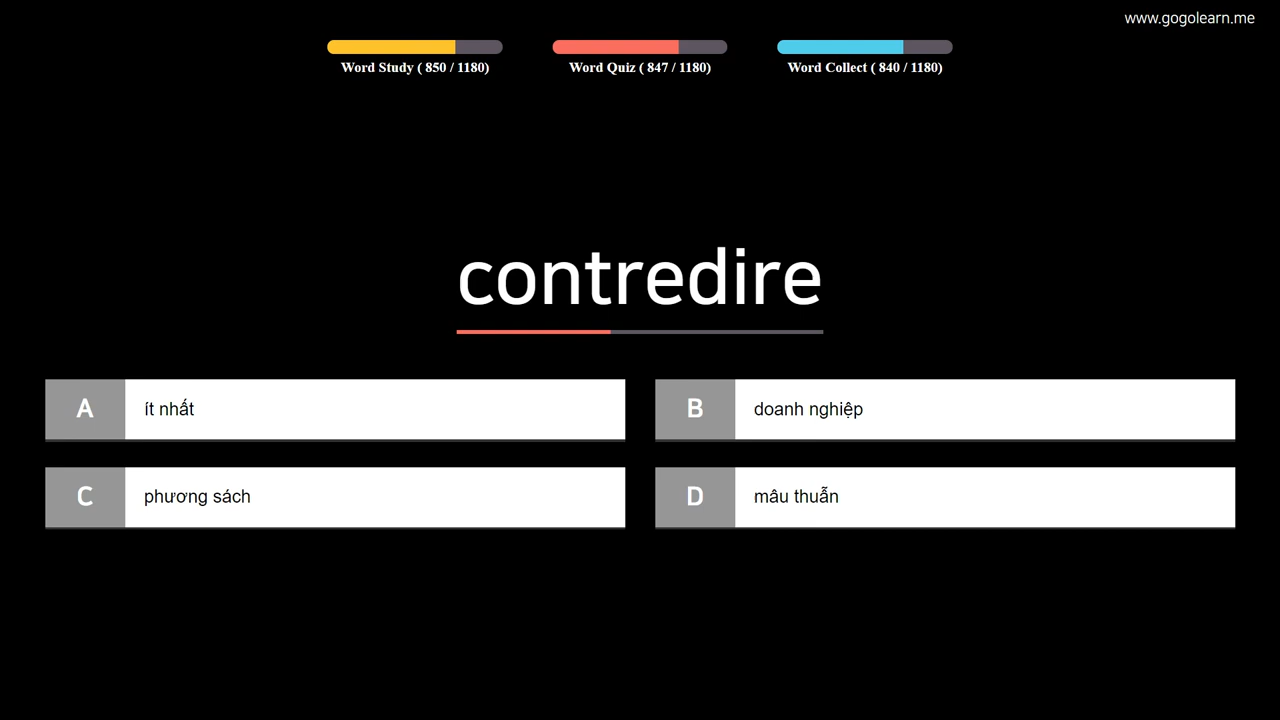 www.gogolearn.me
Word Study ( 850 / 1180)
Word Quiz ( 847 / 1180)
Word Collect ( 840 / 1180)
contredire
A ít nhất
B doanh nghiệp
C phương sách
D mâu thuẫn